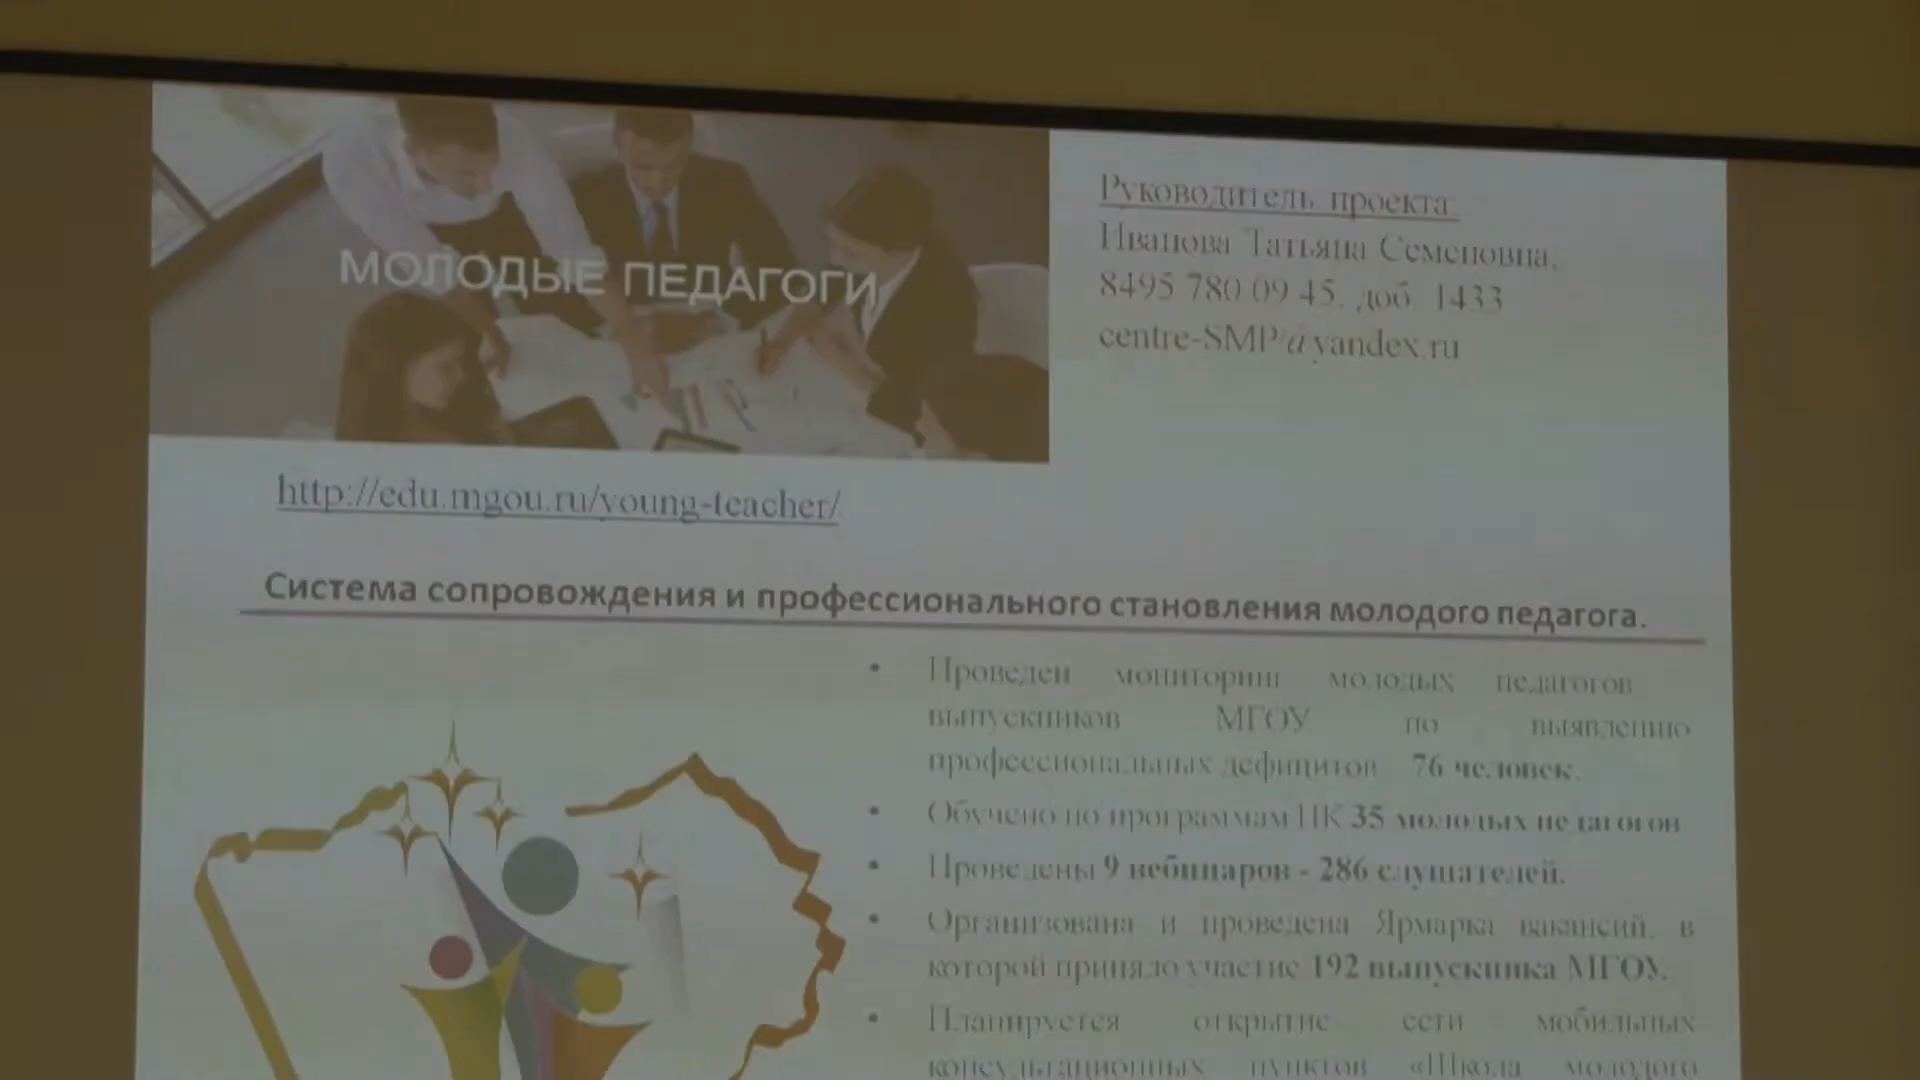 МОЛОДЫЕ ПЕДАГОГИ
Руководитель проекта:
Иванова Татьяна Семеновна,
8495 780 09 45, доб. 1433
centre-SMP@yandex.ru
http://edu.mgou.ru/young-teacher/
Система сопровождения и профессионального становления молодого педагога.
• Проведен мониторинг молодых педагогов
выпускников МГОУ по выявлению
профессиональных дефицитов 76 человек.
• Обучено по программам ПК 35 молодых педагогов
• Проведены 9 вебинаров - 286 слушателей.
• Организована и проведена Ярмарка вакансий, в
которой приняло участие 192 выпускника МГОУ.
• Планируется открытие сети мобильных
консультационных пунктов «Школа молодого